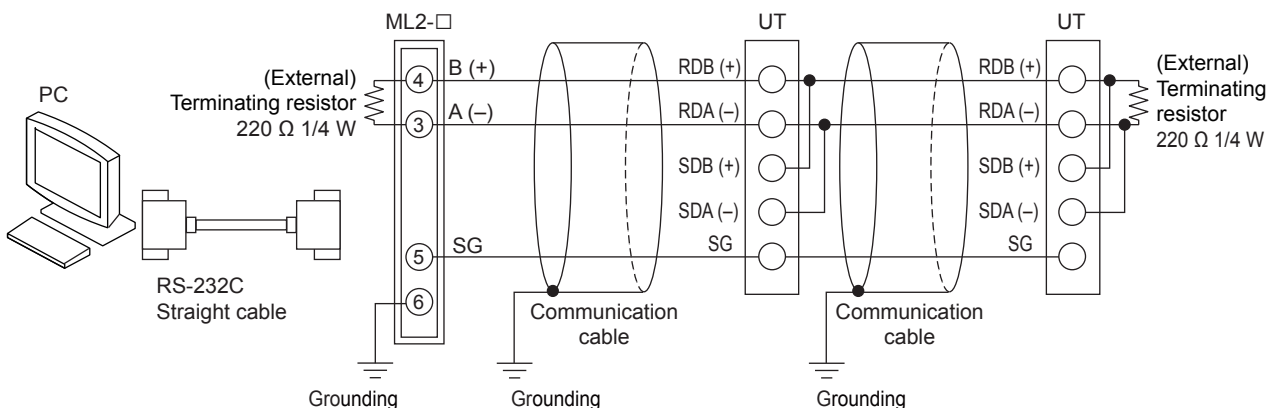 ML2-□
UT
UT
(External)
Terminating resistor
220 Ω 1/4 W
PC
4
B (+)
3
A (–)
RDB (+)
RDA (–)
SDB (+)
SDA (–)
SG
RDB (+)
RDA (–)
SDB (+)
SDA (–)
SG
(External)
Terminating
resistor
220 Ω 1/4 W
5
SG
6
RS-232C
Straight cable
Communication
cable
Communication
cable
Grounding
Grounding
Grounding